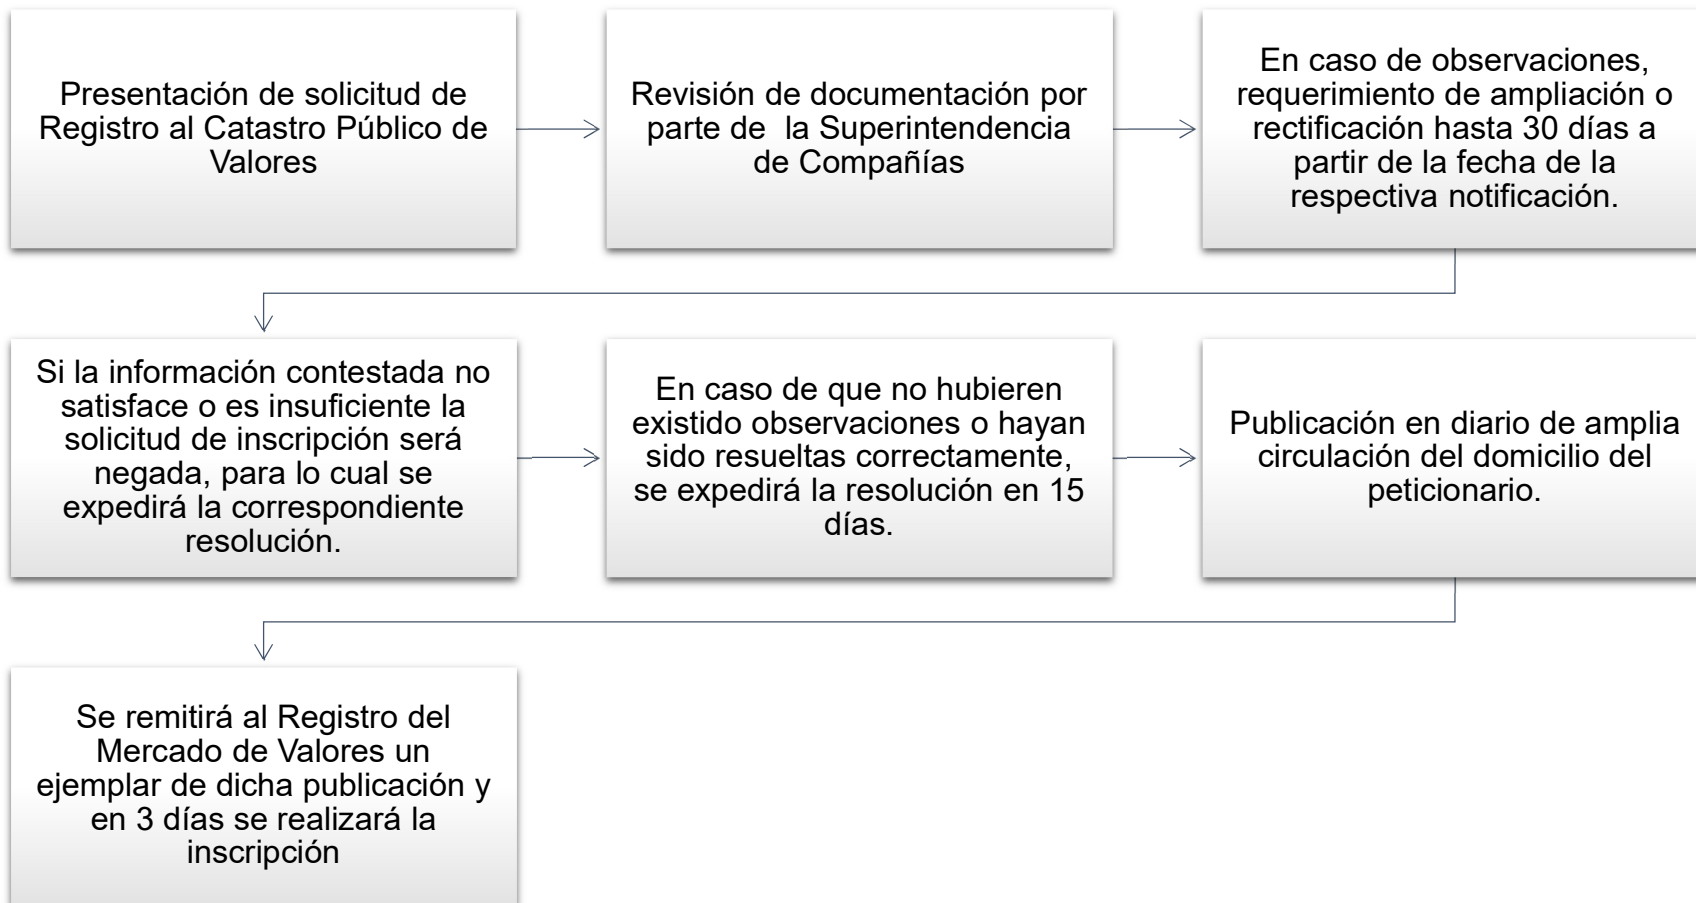 Presentación de solicitud de
Registro al Catastro Público de
Valores
Revisión de documentación por
parte de  la Superintendencia
de Compañías
En caso de observaciones,
requerimiento de ampliación o
rectificación hasta 30 días a
partir de la fecha de la
respectiva notificación.
Si la información contestada no
satisface o es insuficiente la
solicitud de inscripción será
negada, para lo cual se
expedirá la correspondiente
resolución.
En caso de que no hubieren
existido observaciones o hayan
sido resueltas correctamente,
se expedirá la resolución en 15
días.
Publicación en diario de amplia
circulación del domicilio del
peticionario.
Se remitirá al Registro del
Mercado de Valores un
ejemplar de dicha publicación y
en 3 días se realizará la
inscripción